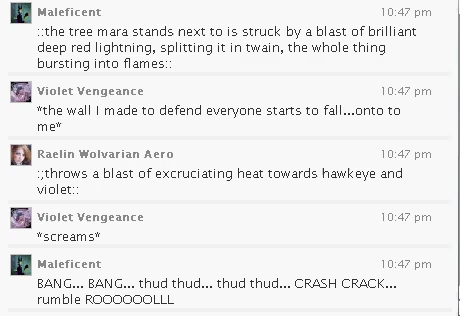 Maleficent 10:47 pm
::the tree mara stands next to is struck by a blast of brilliant
deep red lightning, splitting it in twain, the whole thing
bursting into flames::
Violet Vengeance 10:47 pm
*the wall I made to defend everyone starts to fall...onto to
me*
Raelin Wolvarian Aero 10:47 pm
:;throws a blast of excruciating heat towards hawkeye and
violet::
Violet Vengeance 10:47 pm
*screams*
Maleficent 10:47 pm
BANG... BANG... thud thud... thud thud... CRASH CRACK...
rumble ROOOOOOLLL